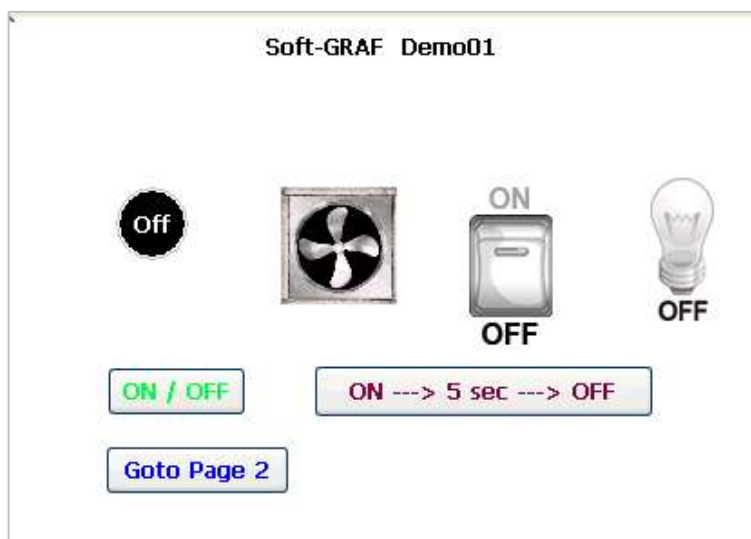 Soft-GRAF Demo01
Off
ON
OFF
OFF
ON / OFF
ON ---> 5 sec ---> OFF
Goto Page 2